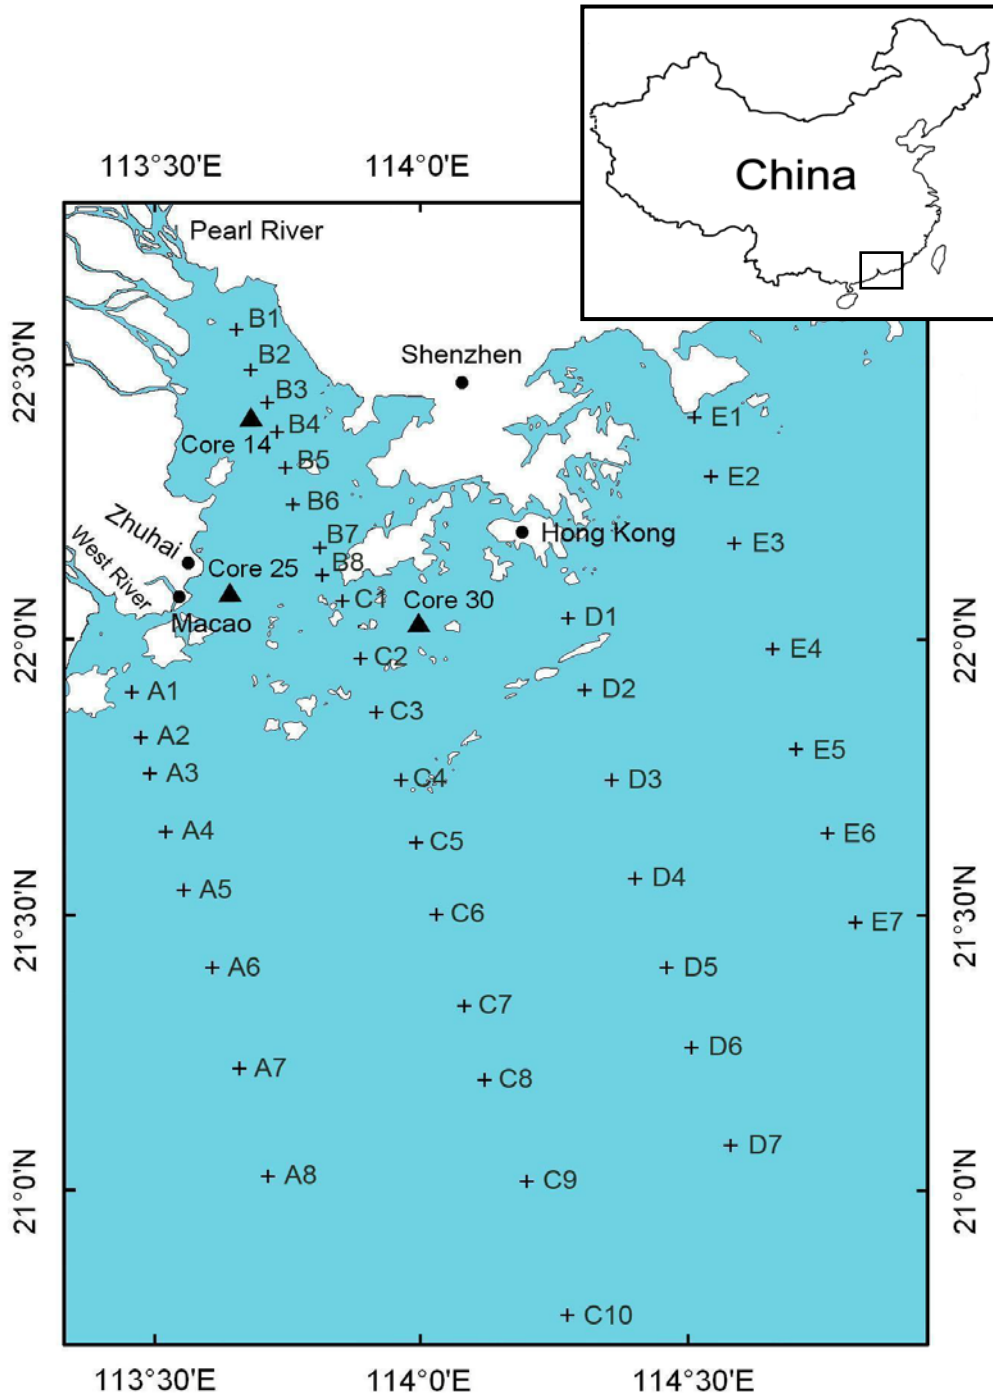 China
113°30'E
114°0'E
Pearl River
B1
22°30'N
22°30'N
B2
Shenzhen
B3
E1
B4
Core 14
B5
E2
B6
Zhuhai
Hong Kong
E3
B7
West River
Core 25
B8
C1
Core 30
Macao
D1
22°0'N
22°0'N
E4
C2
A1
D2
C3
A2
E5
A3
C4
D3
A4
E6
C5
D4
A5
C6
21°30'N
21°30'N
E7
A6
D5
C7
D6
A7
C8
D7
A8
C9
21°0'N
21°0'N
C10
113°30'E
114°0'E
114°30'E